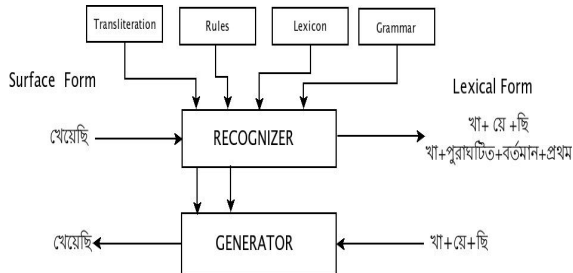 Transliteration
Rules
Lexicon
Grammar
Surface Form
Lexical Form
খেয়েছি
RECOGNIZER
খা+ য়ে +ছি
খা+পুরাঘটিত+বর্তমান+প্রথম
খেয়েছি
GENERATOR
খা+য়ে+ছি